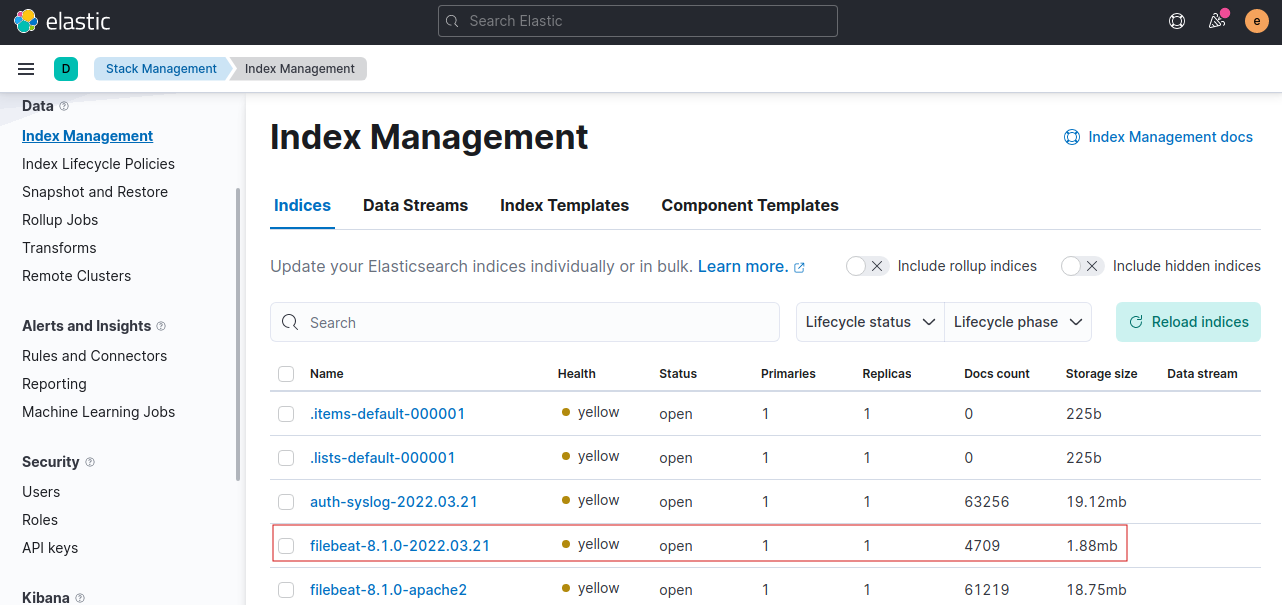 elastic
Search Elastic
e
D
Stack Management
Index Management
Data
Index Management
Index Lifecycle Policies
Snapshot and Restore
Rollup Jobs
Transforms
Remote Clusters
Alerts and Insights
Rules and Connectors
Reporting
Machine Learning Jobs
Security
Users
Roles
API keys
Kibana
Index Management
Index Management docs
Indices Data Streams Index Templates Component Templates
Update your Elasticsearch indices individually or in bulk. Learn more.
Include rollup indices
Include hidden indices
Search
Lifecycle status
Lifecycle phase
Reload indices
Name Health Status Primaries Replicas Docs count Storage size Data stream
.items-default-000001 yellow open 1 1 0 225b
.lists-default-000001 yellow open 1 1 0 225b
auth-syslog-2022.03.21 yellow open 1 1 63256 19.12mb
filebeat-8.1.0-2022.03.21 yellow open 1 1 4709 1.88mb
filebeat-8.1.0-apache2 yellow open 1 1 61219 18.75mb